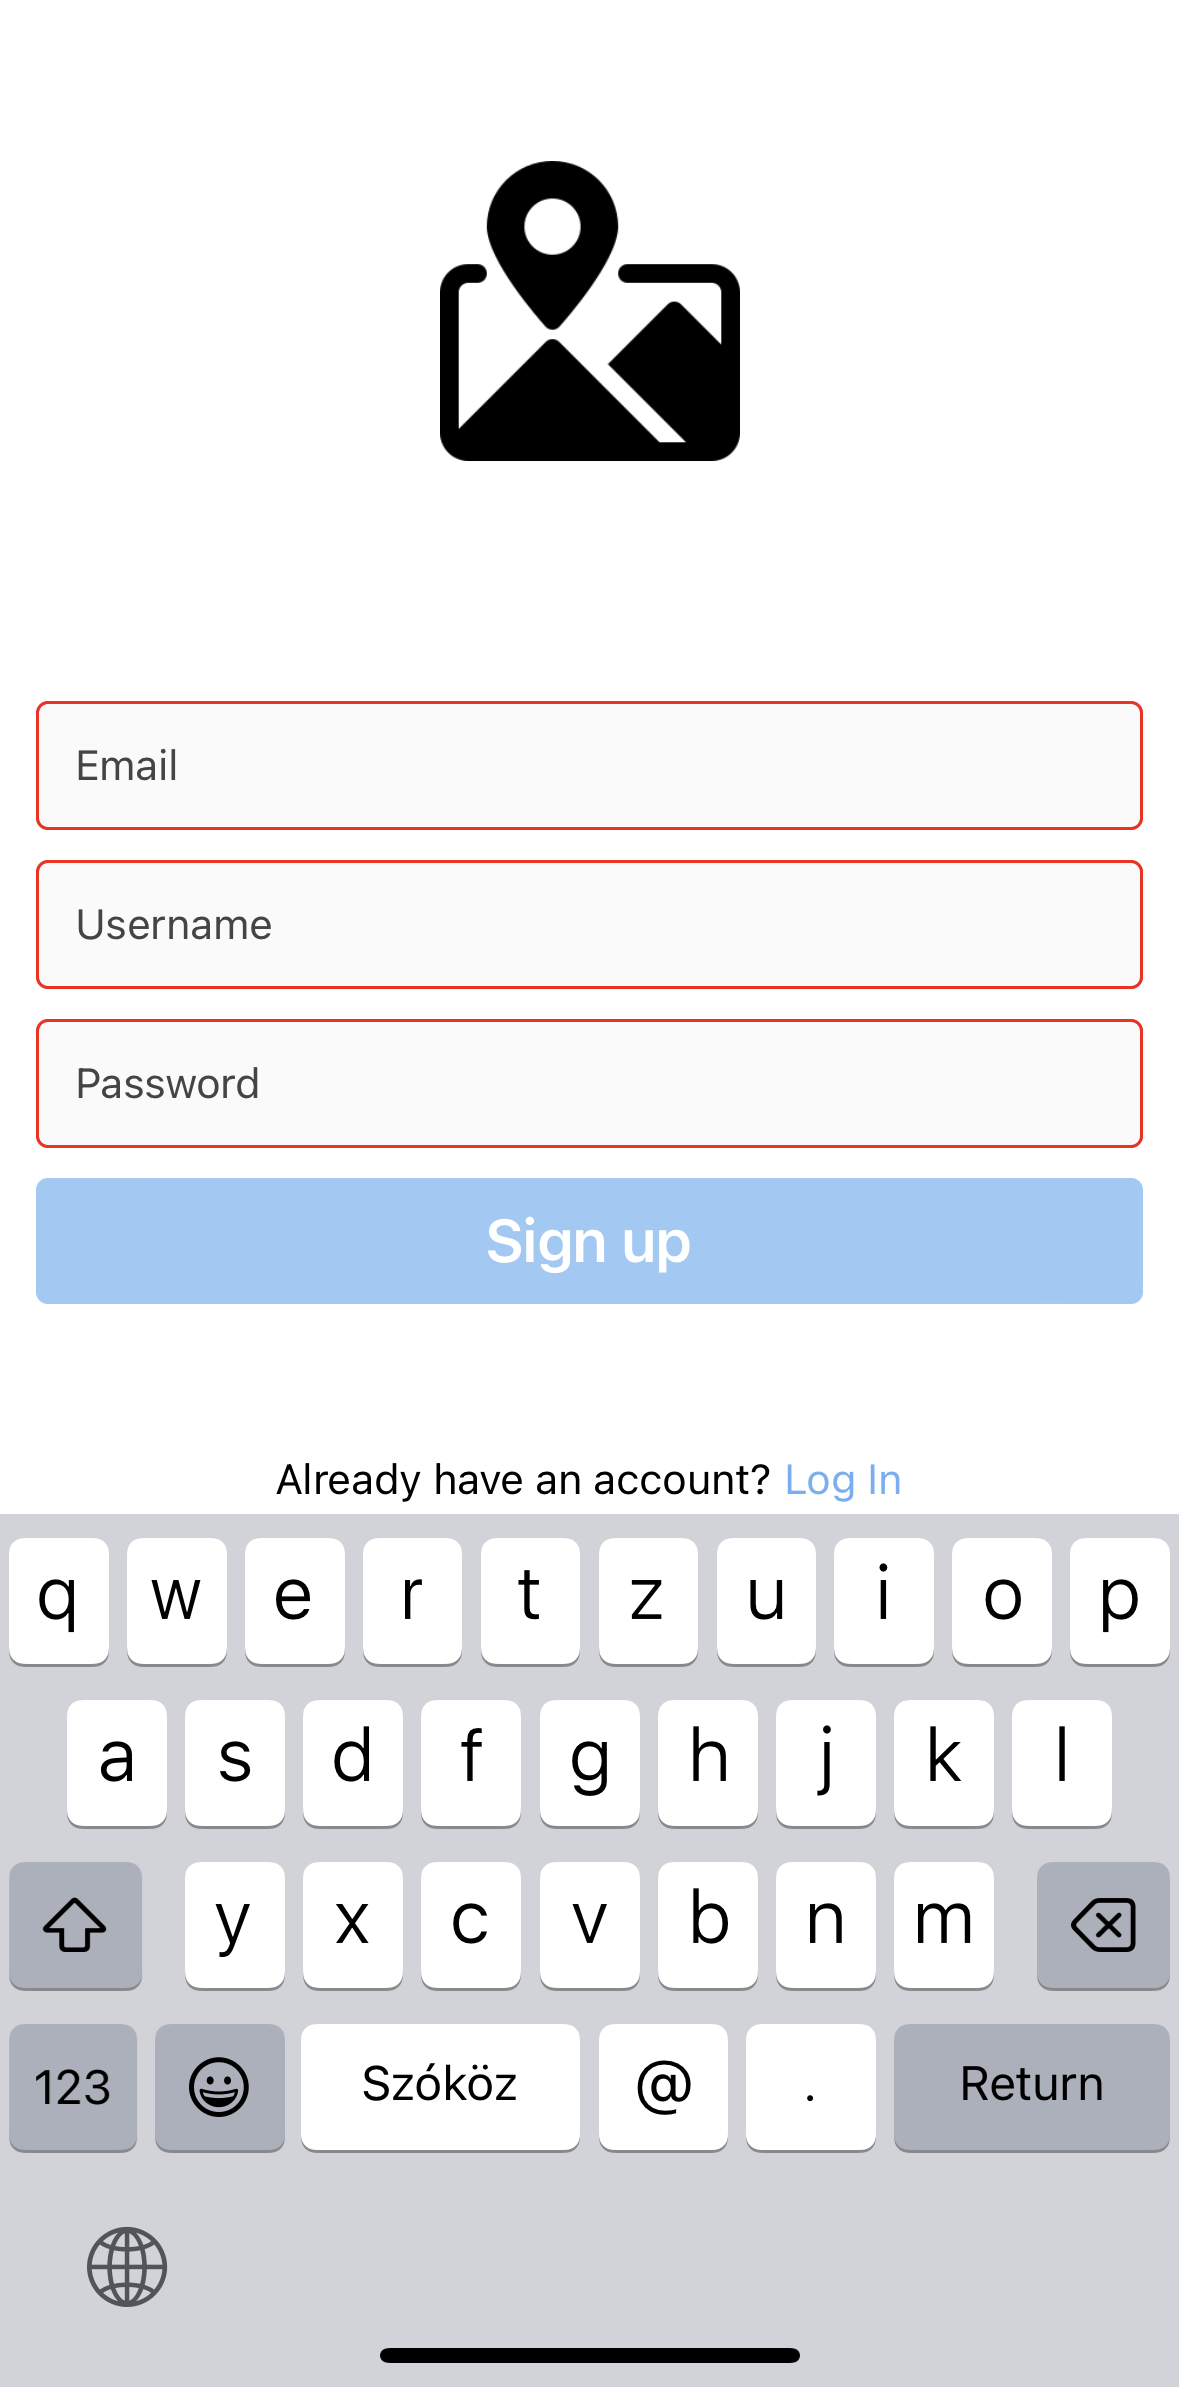 Email
Username
Password
Sign up
Already have an account? Log In
q w e r t z u i o p
a s d f g h j k l
y x c v b n m
123 Szóköz @ . Return